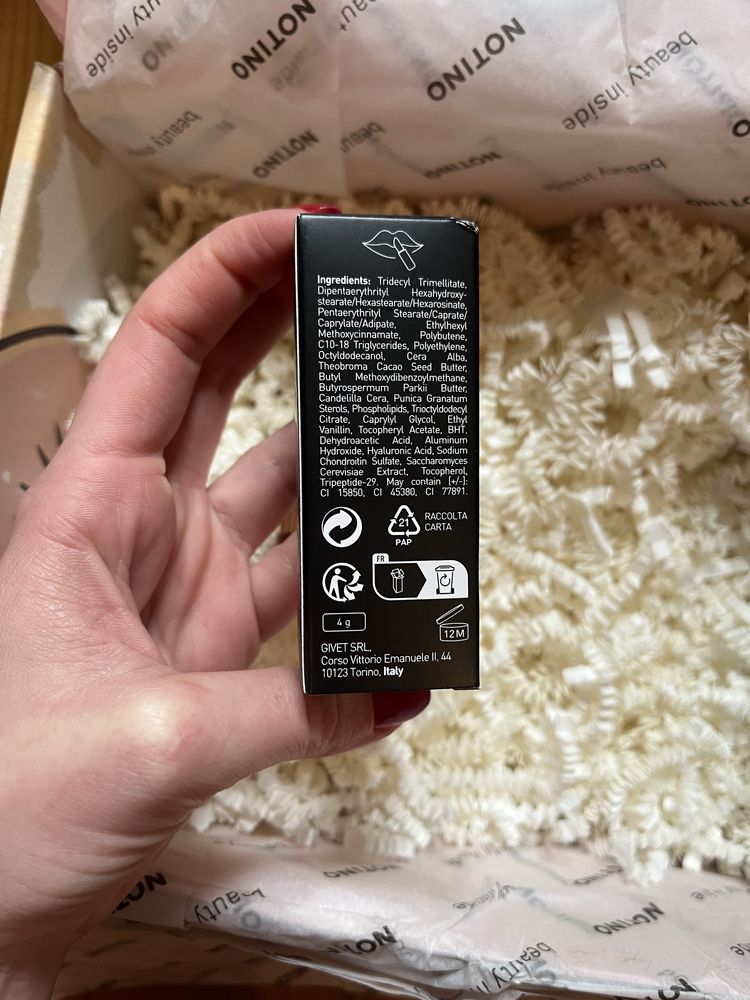 NOTINO
beauty inside
NOTINO
beauty inside
NOTINO
beauty inside
NOTINO
NOTINO
beauty inside
Ingredients: Tridecyl Trimellitate,
Dipentaerythrityl Hexahydroxy-
stearate/Hexastearate/Hexarosinate,
Pentaerythrityl Stearate/Caprate/
Caprylate/Adipate, Ethylhexyl
Methoxycinnamate, Polybutene,
C10-18 Triglycerides, Polyethylene,
Octyldodecanol, Cera Alba,
Theobroma Cacao Seed Butter,
Butyl Methoxydibenzoylmethane,
Butyrospermum Parkii Butter,
Candelilla Cera, Punica Granatum
Sterols, Phospholipids, Trioctyldodecyl
Citrate, Caprylyl Glycol, Ethyl
Vanillin, Tocopheryl Acetate, BHT,
Dehydroacetic Acid, Aluminum
Hydroxide, Hyaluronic Acid, Sodium
Chondroitin Sulfate, Saccharomyces
Cerevisiae Extract, Tocopherol,
Tripeptide-29. May contain [+/-]:
CI 15850, CI 45380, CI 77891.
21
PAP
RACCOLTA
CARTA
FR
4 g
12M
GIVET SRL,
Corso Vittorio Emanuele II, 44
10123 Torino, Italy
NOTINO
beauty
NOTINO